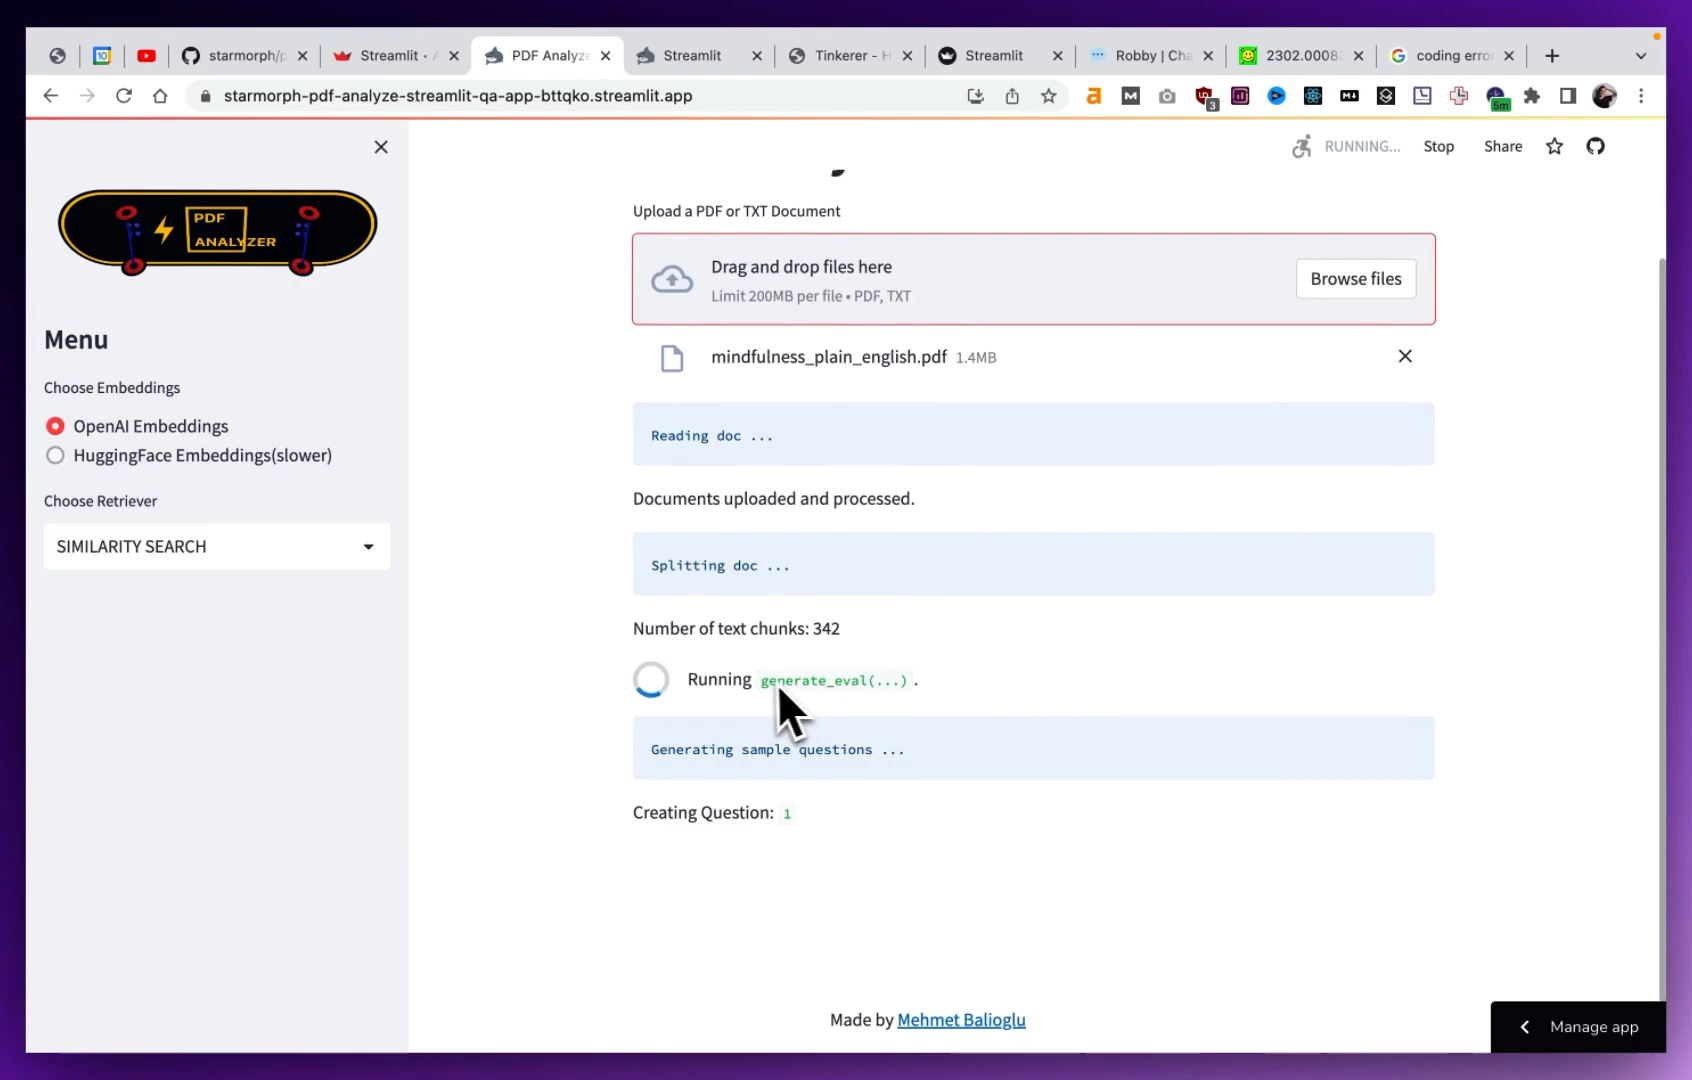 starmorph/p
Streamlit • A
PDF Analyze
Streamlit
Tinkerer – H
Streamlit
Robby | Cha
2302.0008
coding erro
10
starmorph-pdf-analyze-streamlit-qa-app-bttqko.streamlit.app
a
M
3
M
5m
RUNNING...
Stop
Share
PDF
ANALYZER
Menu
Choose Embeddings
OpenAI Embeddings
HuggingFace Embeddings(slower)
Choose Retriever
SIMILARITY SEARCH
Upload a PDF or TXT Document
Drag and drop files here
Limit 200MB per file • PDF, TXT
Browse files
mindfulness_plain_english.pdf 1.4MB
Reading doc ...
Documents uploaded and processed.
Splitting doc ...
Number of text chunks: 342
Running generate_eval(...) .
Generating sample questions ...
Creating Question: 1
Made by Mehmet Balioglu
Manage app